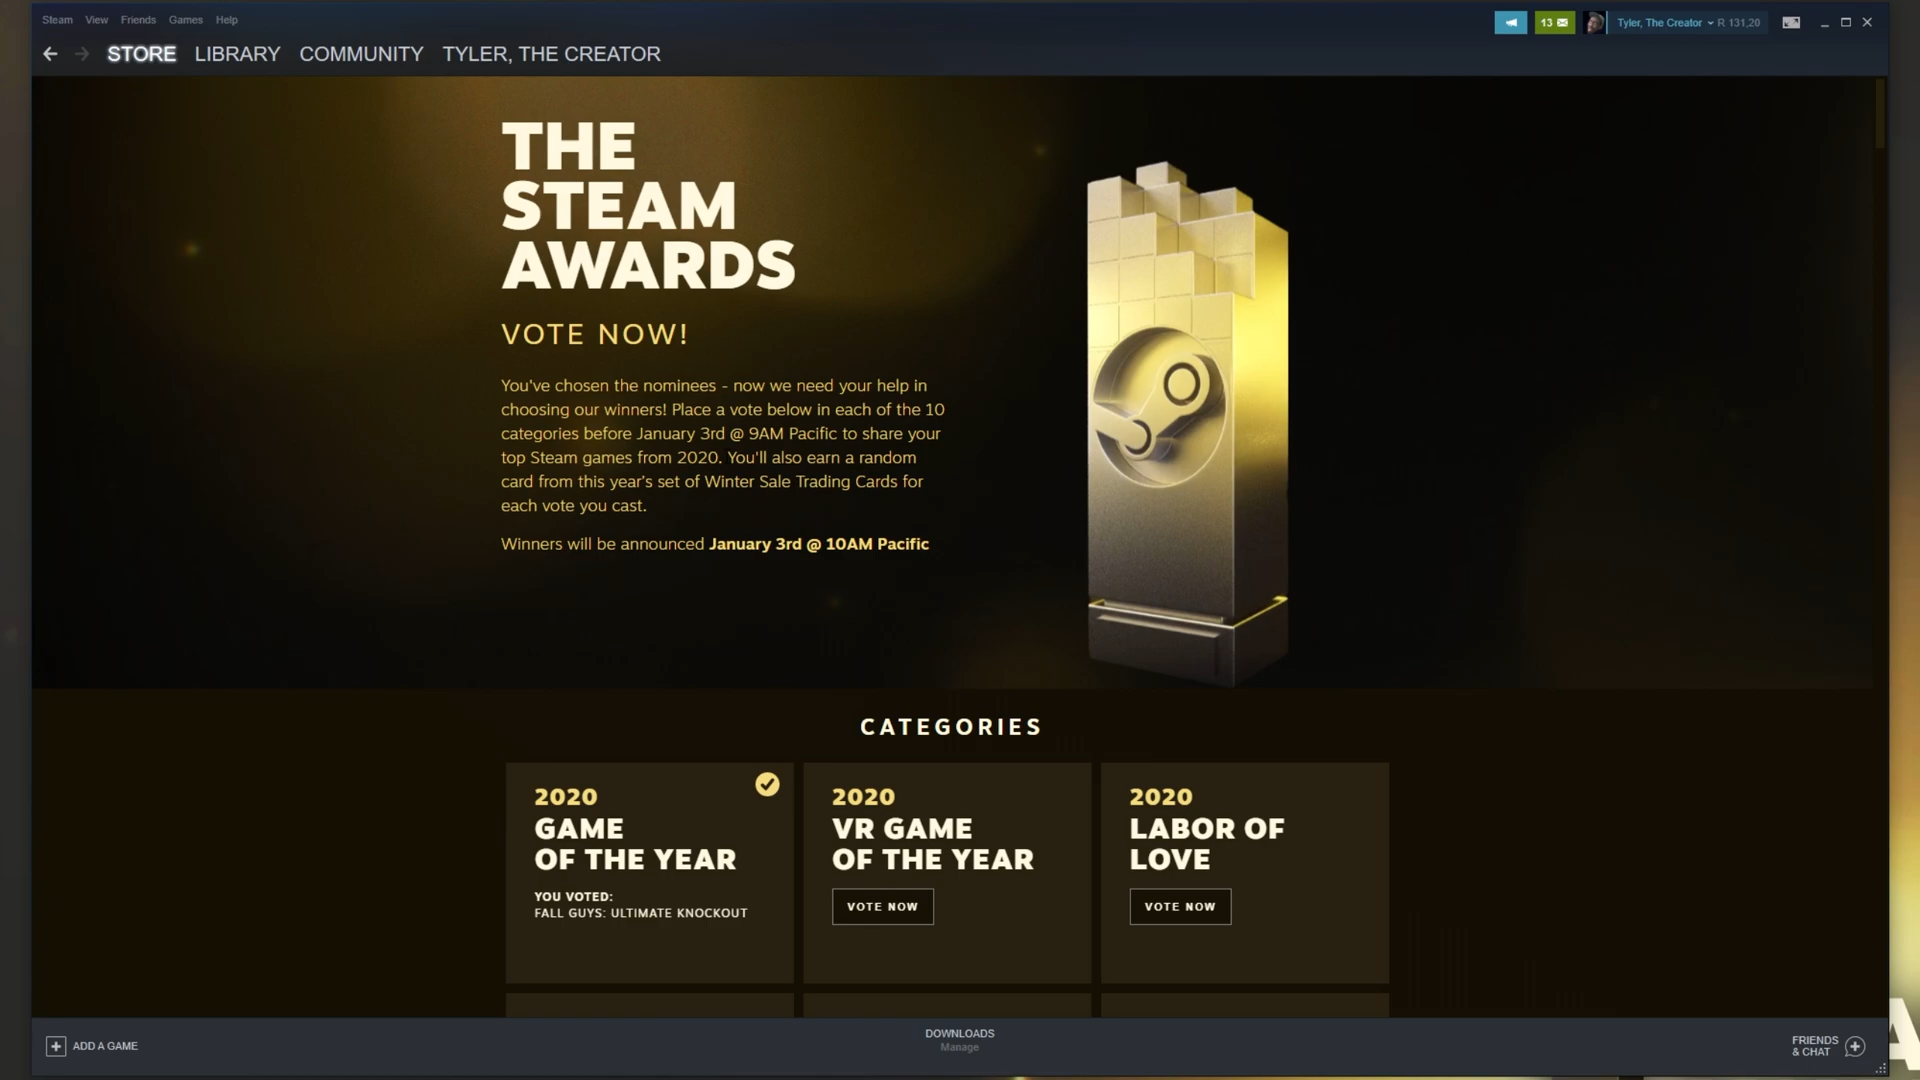 Steam View Friends Games Help
13 Tyler, The Creator R 131,20
STORE LIBRARY COMMUNITY TYLER, THE CREATOR
THE
STEAM
AWARDS
VOTE NOW!
You've chosen the nominees - now we need your help in
choosing our winners! Place a vote below in each of the 10
categories before January 3rd @ 9AM Pacific to share your
top Steam games from 2020. You'll also earn a random
card from this year's set of Winter Sale Trading Cards for
each vote you cast.
Winners will be announced January 3rd @ 10AM Pacific
CATEGORIES
2020
GAME
OF THE YEAR
YOU VOTED:
FALL GUYS: ULTIMATE KNOCKOUT
2020
VR GAME
OF THE YEAR
VOTE NOW
2020
LABOR OF
LOVE
VOTE NOW
ADD A GAME
DOWNLOADS
Manage
FRIENDS
& CHAT
A